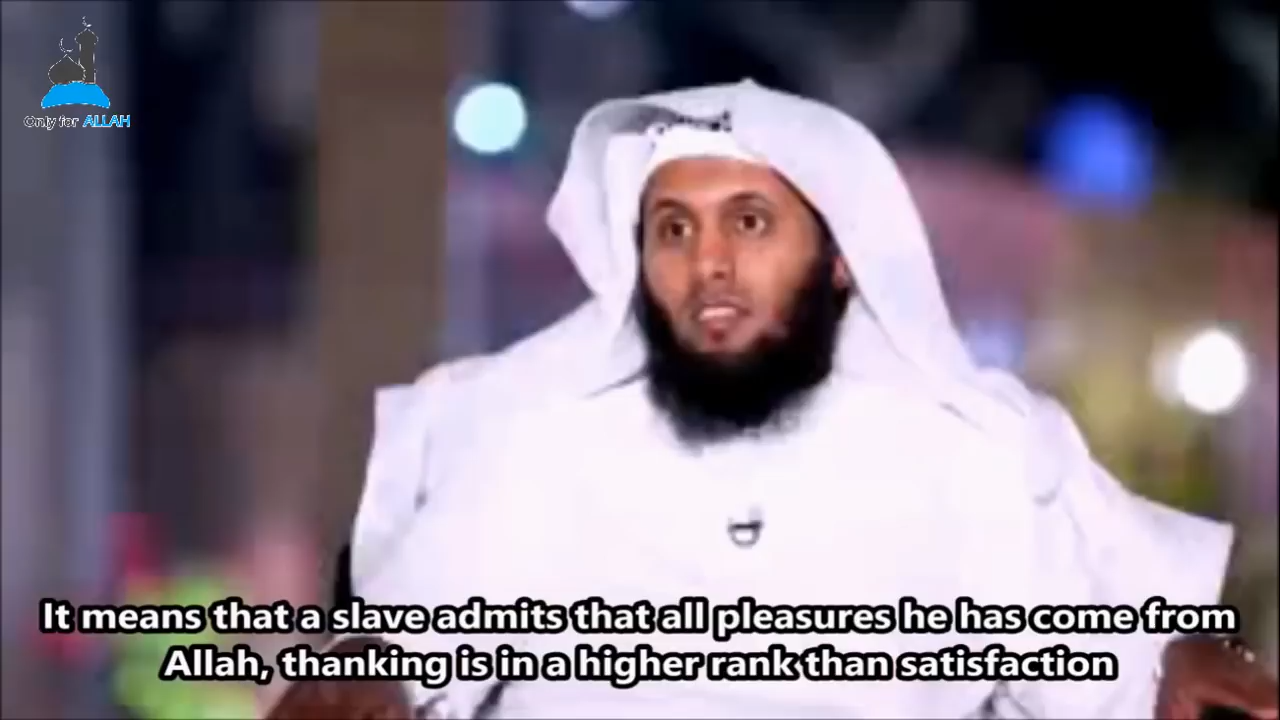 Only for ALLAH
It means that a slave admits that all pleasures he has come from
Allah, thanking is in a higher rank than satisfaction